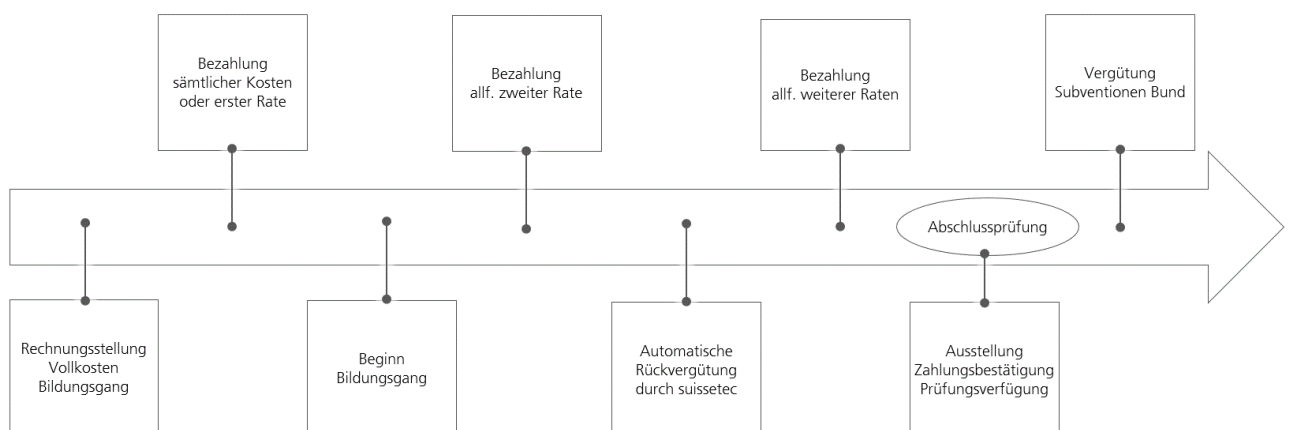 Bezahlung
sämtlicher Kosten
oder erster Rate
Bezahlung
allf. zweiter Rate
Bezahlung
allf. weiterer Raten
Vergütung
Subventionen Bund
Abschlussprüfung
Rechnungsstellung
Vollkosten
Bildungsgang
Beginn
Bildungsgang
Automatische
Rückvergütung
durch suissetec
Ausstellung
Zahlungsbestätigung
Prüfungsverfügung